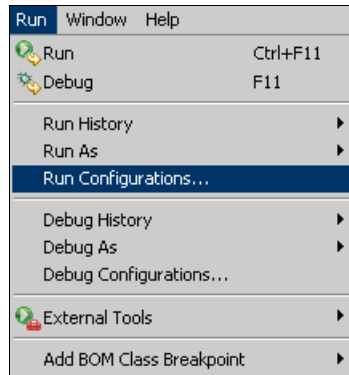 Run Window Help
Run Ctrl+F11
Debug F11
Run History
Run As
Run Configurations...
Debug History
Debug As
Debug Configurations...
External Tools
Add BOM Class Breakpoint